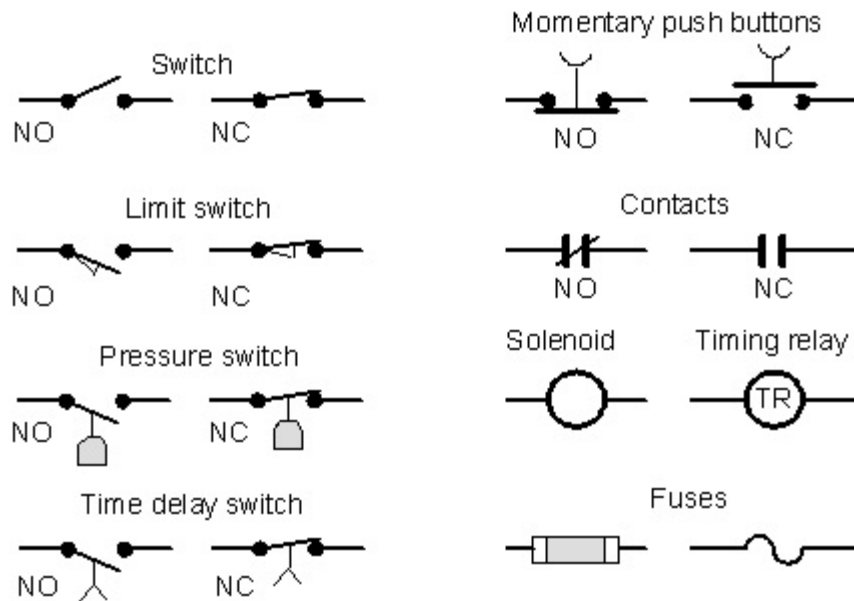 Switch
NO NC
Limit switch
NO NC
Pressure switch
NO NC
Time delay switch
NO NC
Momentary push buttons
NO NC
Contacts
NO NC
Solenoid Timing relay
TR
Fuses